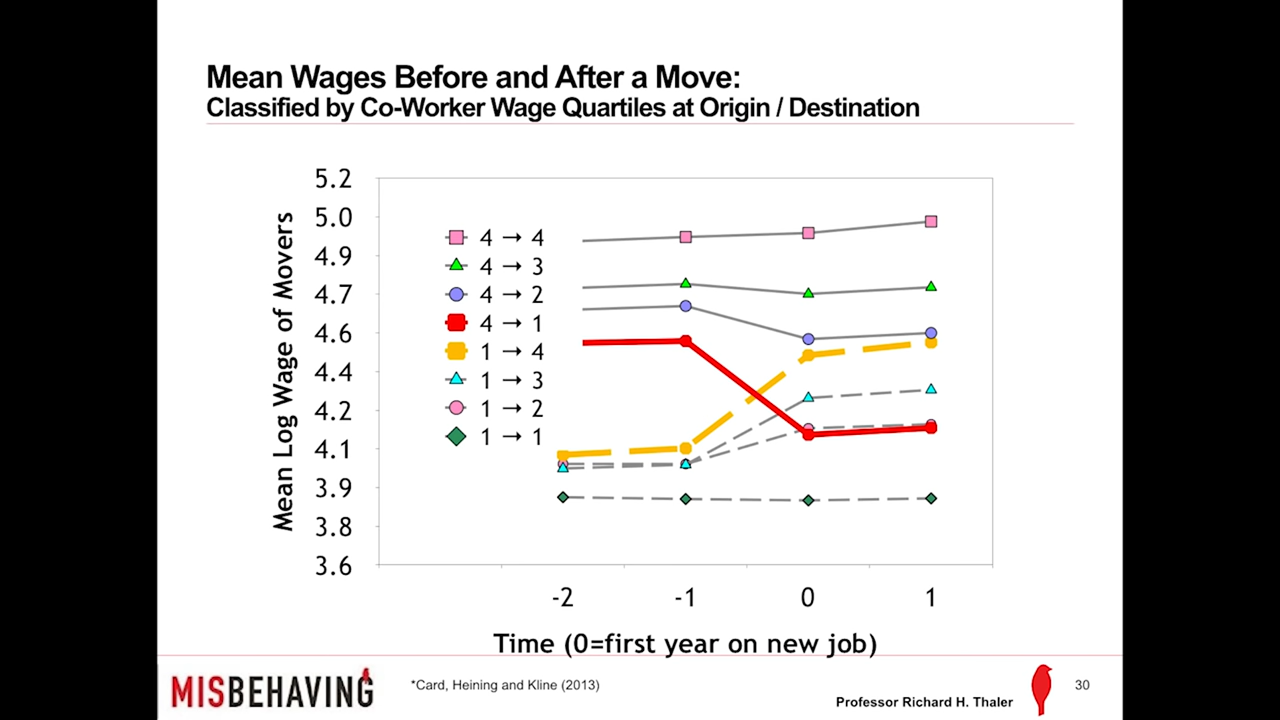 Mean Wages Before and After a Move:
Classified by Co-Worker Wage Quartiles at Origin / Destination
Mean Log Wage of Movers
5.2
5.0
4.9
4.7
4.6
4.4
4.2
4.1
3.9
3.8
3.6
4 → 4
4 → 3
4 → 2
4 → 1
1 → 4
1 → 3
1 → 2
1 → 1
-2 -1 0 1
Time (0=first year on new job)
MISBEHAVING
*Card, Heining and Kline (2013)
Professor Richard H. Thaler
30